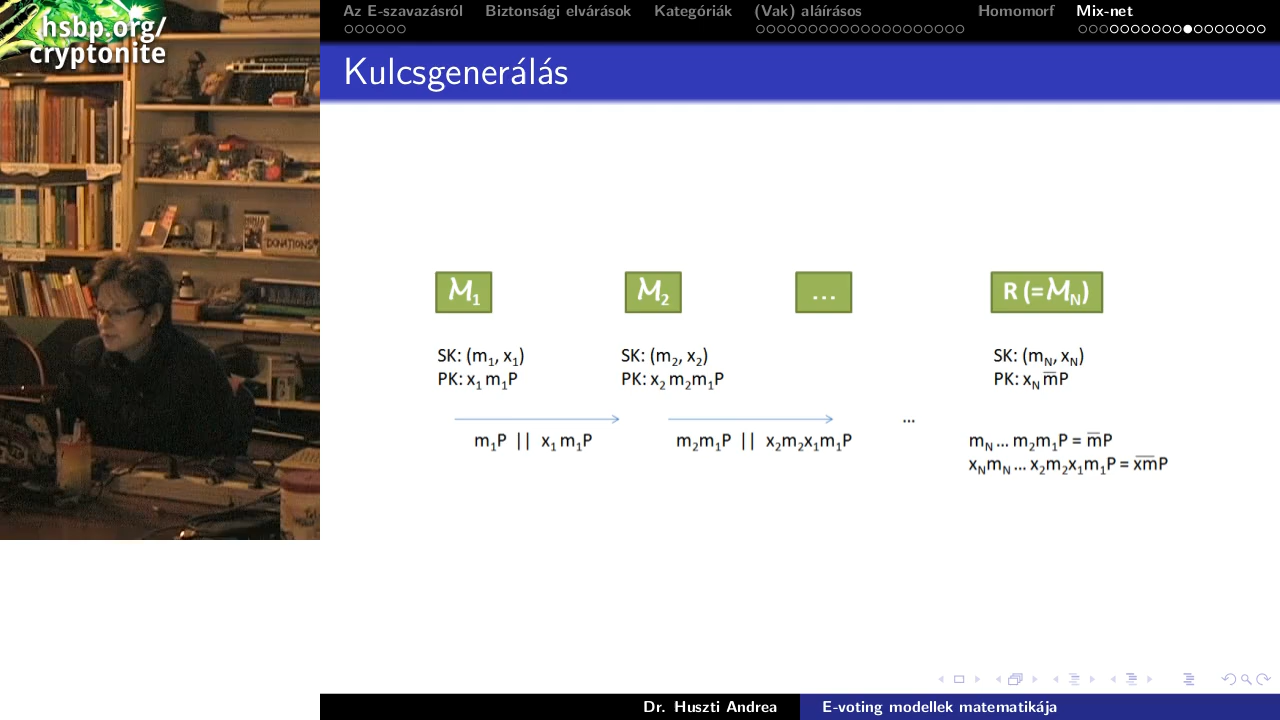 hsbp.org/
cryptonite
NINJA
DONATIONS
Az E-szavazásról Biztonsági elvárások Kategóriák (Vak) aláírásos Homomorf Mix-net
Kulcsgenerálás
M1 M2 ... R (=MN)
SK: (m1, x1) SK: (m2, x2) SK: (mN, xN)
PK: x1 m1P PK: x2 m2m1P PK: xN m̅P
...
m1P || x1 m1P m2m1P || x2m2x1m1P mN ... m2m1P = m̅P
xNmN ... x2m2x1m1P = x̅m̅P
Dr. Huszti Andrea E-voting modellek matematikája